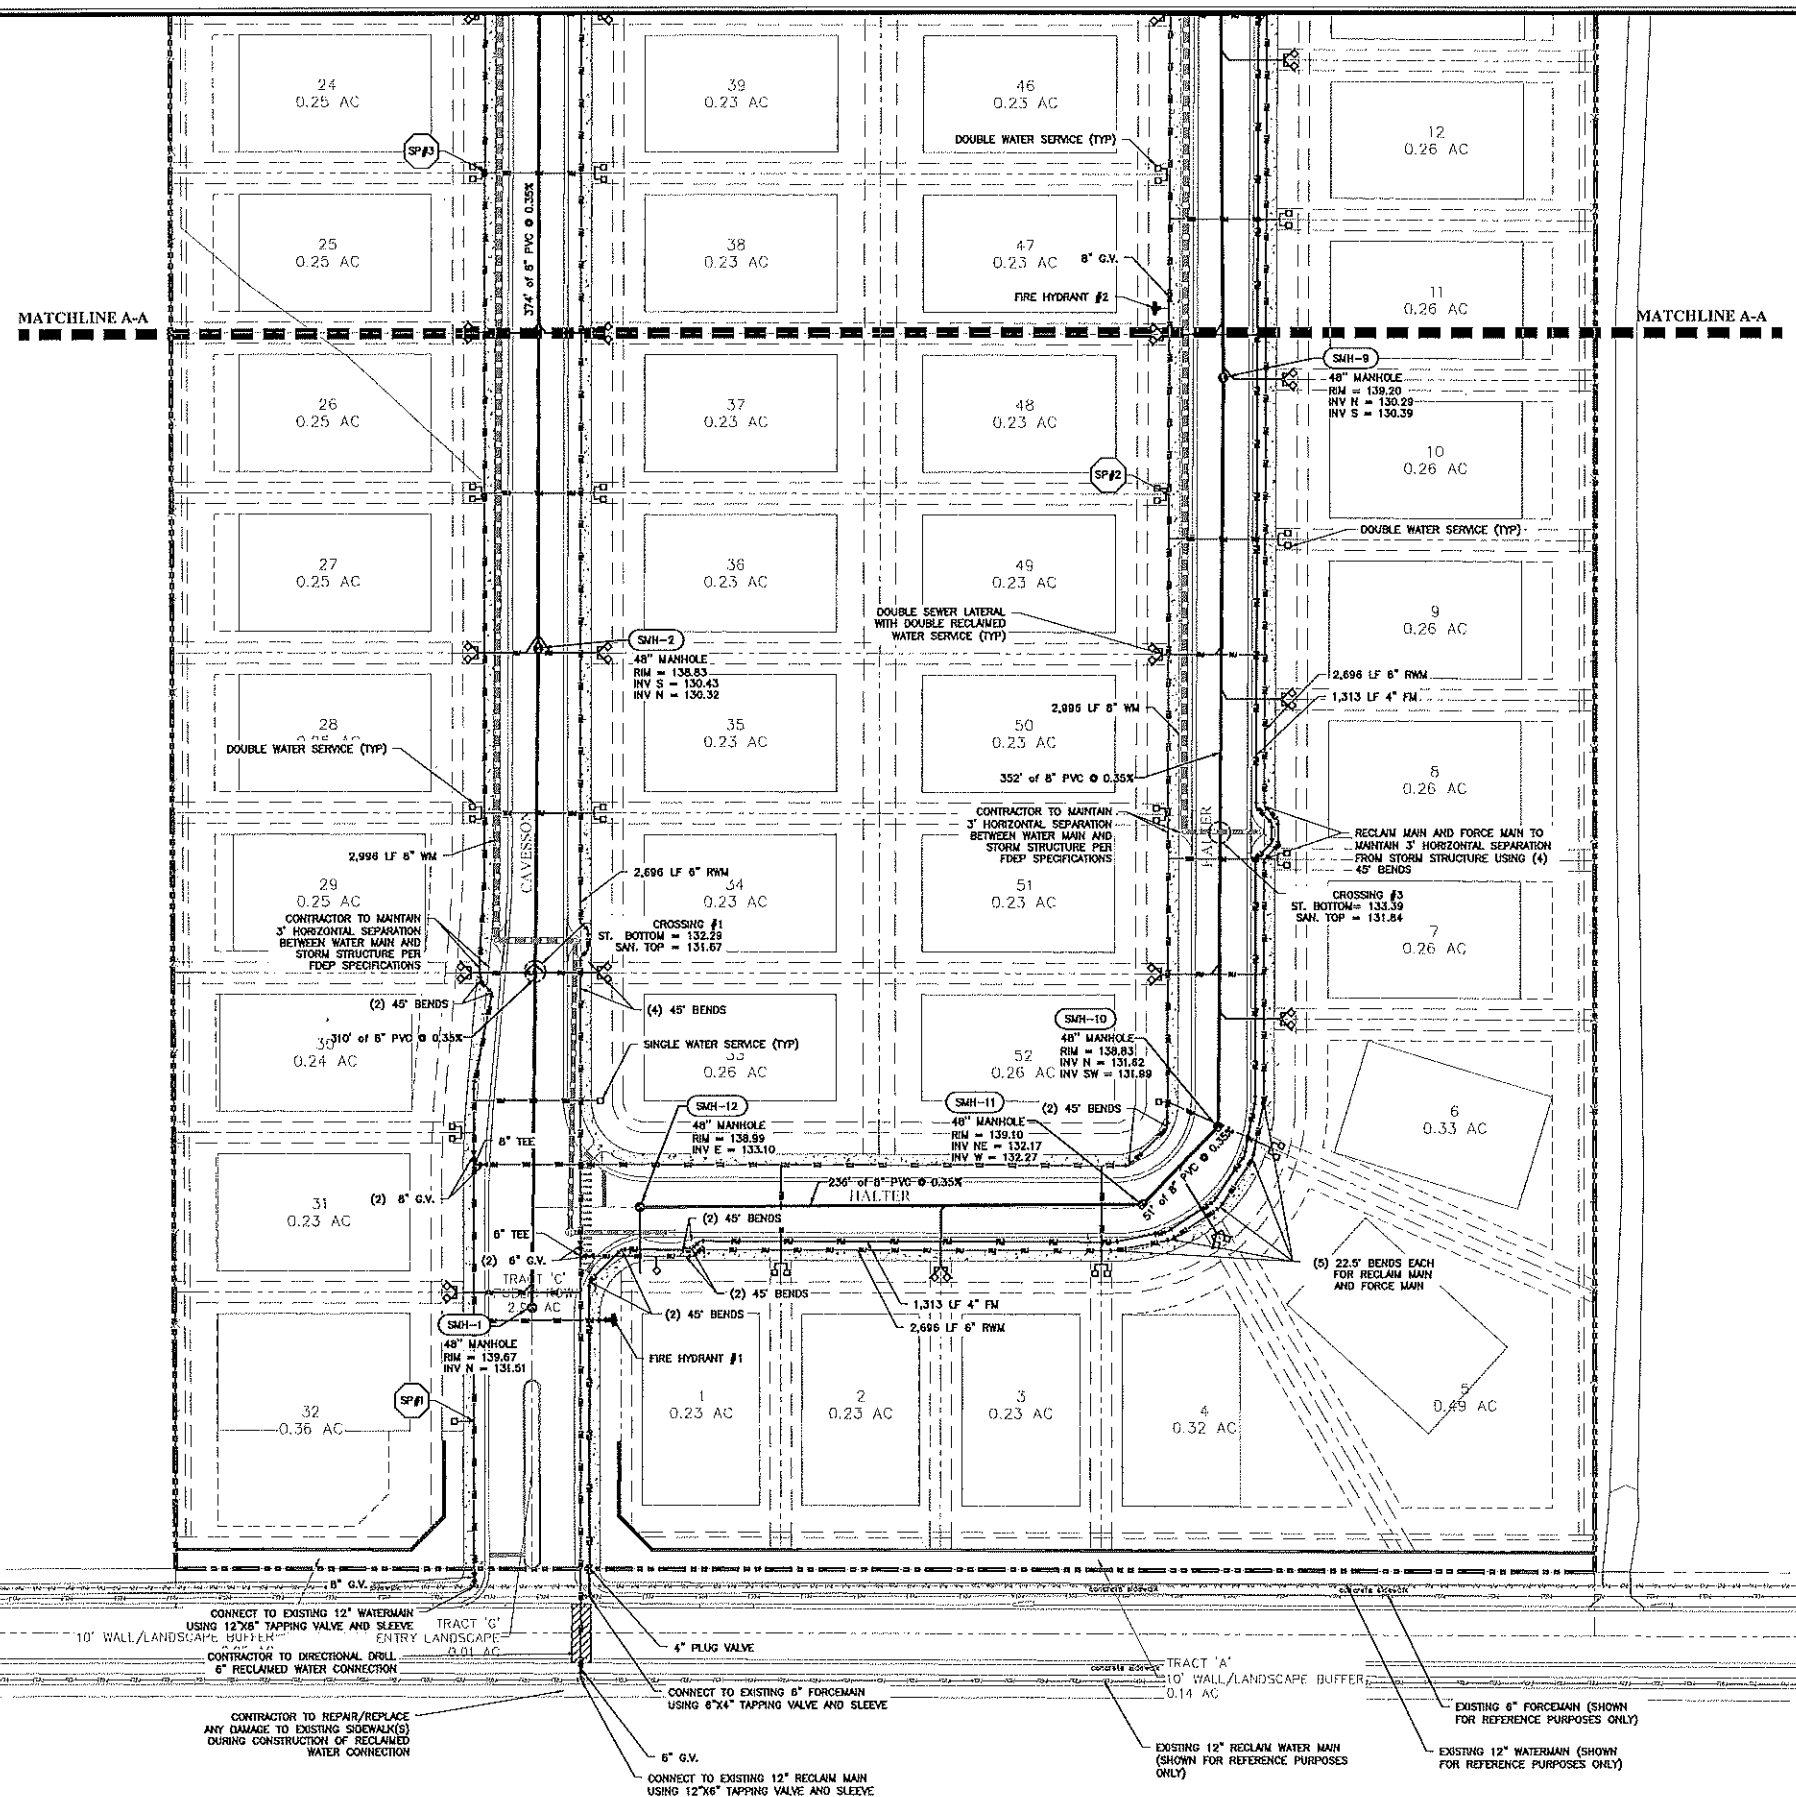 24
0.25 AC
39
0.23 AC
46
0.23 AC
12
0.26 AC
DOUBLE WATER SERVICE (TYP)
SP#3
374' of 8" PVC @ 0.35%
25
0.25 AC
38
0.23 AC
47
0.23 AC
8" G.V.
FIRE HYDRANT #2
11
0.26 AC
MATCHLINE A-A
MATCHLINE A-A
SMH-9
48" MANHOLE
RIM = 139.20
INV N = 130.29
INV S = 130.39
26
0.25 AC
37
0.23 AC
48
0.23 AC
10
0.26 AC
SP#2
DOUBLE WATER SERVICE (TYP)
27
0.25 AC
36
0.23 AC
49
0.23 AC
9
0.26 AC
DOUBLE SEWER LATERAL
WITH DOUBLE RECLAIMED
WATER SERVICE (TYP)
SMH-2
48" MANHOLE
RIM = 138.83
INV S = 130.43
INV N = 130.32
2,696 LF 6" RWM
1,313 LF 4" FM
2,996 LF 8" WM
28
0.25 AC
DOUBLE WATER SERVICE (TYP)
35
0.23 AC
50
0.23 AC
8
0.26 AC
352' of 8" PVC @ 0.35%
CONTRACTOR TO MAINTAIN
3' HORIZONTAL SEPARATION
BETWEEN WATER MAIN AND
STORM STRUCTURE PER
FDEP SPECIFICATIONS
HALTER
RECLAIM MAIN AND FORCE MAIN TO
MAINTAIN 3' HORIZONTAL SEPARATION
FROM STORM STRUCTURE USING (4)
45° BENDS
CAVESSON
2,996 LF 8" WM
2,696 LF 6" RWM
29
0.25 AC
34
0.23 AC
51
0.23 AC
7
0.26 AC
CROSSING #3
ST. BOTTOM= 133.39
SAN. TOP = 131.84
CONTRACTOR TO MAINTAIN
3' HORIZONTAL SEPARATION
BETWEEN WATER MAIN AND
STORM STRUCTURE PER
FDEP SPECIFICATIONS
CROSSING #1
ST. BOTTOM = 132.29
SAN. TOP = 131.67
(2) 45° BENDS
(4) 45° BENDS
310' of 8" PVC @ 0.35%
30
0.24 AC
SINGLE WATER SERVICE (TYP)
33
0.26 AC
52
0.26 AC
SMH-10
48" MANHOLE
RIM = 138.83
INV N = 131.62
INV SW = 131.99
SMH-12
48" MANHOLE
RIM = 138.99
INV E = 133.10
SMH-11
48" MANHOLE
RIM = 139.10
INV NE = 132.17
INV W = 132.27
(2) 45° BENDS
6
0.33 AC
8" TEE
(2) 8" G.V.
51' of 8" PVC @ 0.35%
236' of 8" PVC @ 0.35%
HALTER
31
0.23 AC
6" TEE
(2) 6" G.V.
(2) 45° BENDS
(2) 45° BENDS
(2) 45° BENDS
TRACT 'C'
AC
(5) 22.5° BENDS EACH
FOR RECLAIM MAIN
AND FORCE MAIN
1,313 LF 4" FM
2,696 LF 6" RWM
SMH-1
48" MANHOLE
RIM = 139.67
INV N = 131.51
FIRE HYDRANT #1
SP#1
32
0.36 AC
1
0.23 AC
2
0.23 AC
3
0.23 AC
4
0.32 AC
5
0.49 AC
8" G.V.
concrete sidewalk
concrete sidewalk
CONNECT TO EXISTING 12" WATERMAIN
USING 12"X8" TAPPING VALVE AND SLEEVE
TRACT 'G'
ENTRY LANDSCAPE
0.01 AC
10' WALL/LANDSCAPE BUFFER
CONTRACTOR TO DIRECTIONAL DRILL
6" RECLAIMED WATER CONNECTION
4" PLUG VALVE
concrete sidewalk
TRACT 'A'
10' WALL/LANDSCAPE BUFFER
0.14 AC
CONNECT TO EXISTING 6" FORCEMAIN
USING 6"X4" TAPPING VALVE AND SLEEVE
CONTRACTOR TO REPAIR/REPLACE
ANY DAMAGE TO EXISTING SIDEWALK(S)
DURING CONSTRUCTION OF RECLAIMED
WATER CONNECTION
EXISTING 6" FORCEMAIN (SHOWN
FOR REFERENCE PURPOSES ONLY)
EXISTING 12" RECLAIM WATER MAIN
(SHOWN FOR REFERENCE PURPOSES
ONLY)
EXISTING 12" WATERMAIN (SHOWN
FOR REFERENCE PURPOSES ONLY)
6" G.V.
CONNECT TO EXISTING 12" RECLAIM MAIN
USING 12"X6" TAPPING VALVE AND SLEEVE